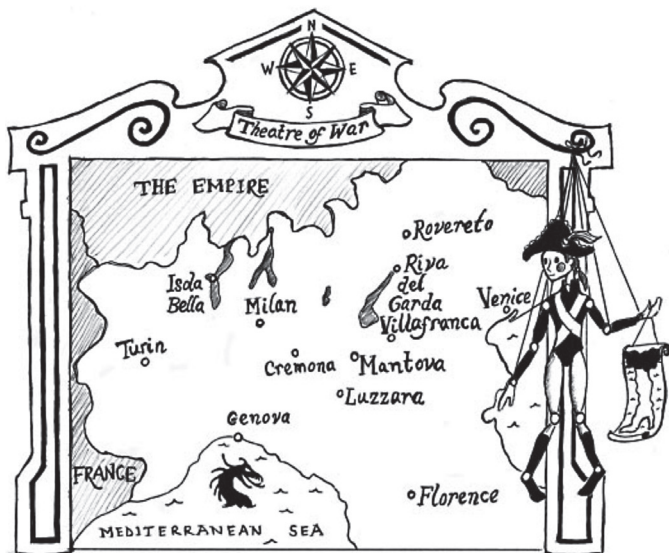 N
W E
S
Theatre of War
THE EMPIRE
Rovereto
Isola
Bella
Riva
del
Garda
Milan
Venice
Villafranca
Turin
Cremona
Mantova
Luzzara
Genova
FRANCE
Florence
MEDITERRANEAN SEA